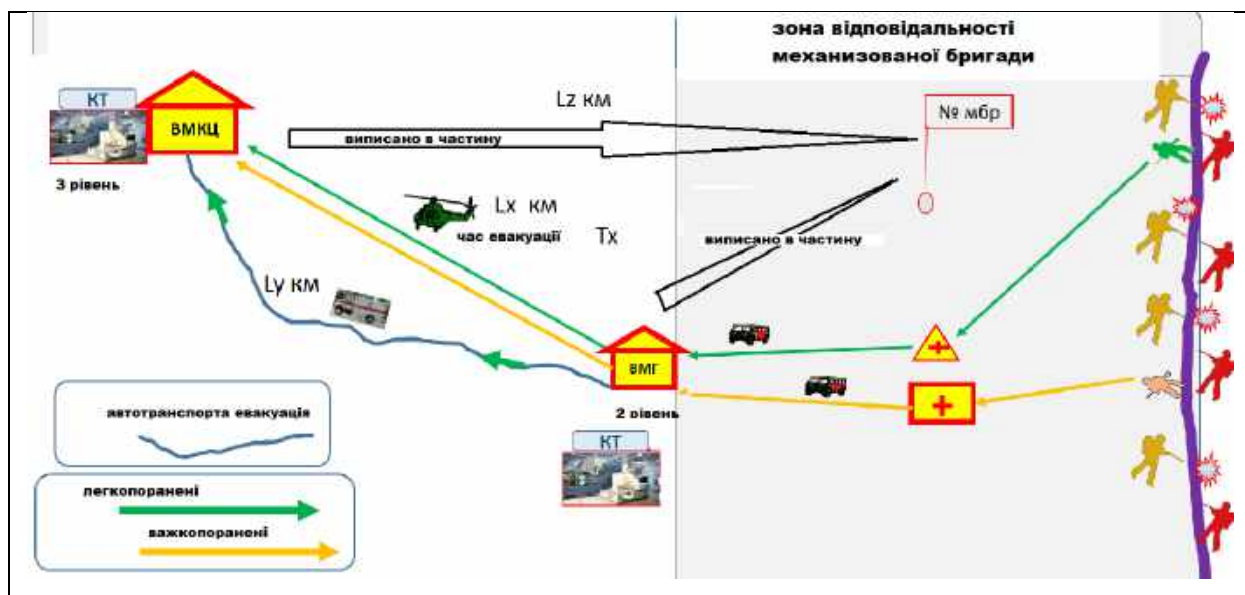 зона відповідальності
механизованої бригади
КТ
ВМКЦ
Lz км
№ мбр
виписано в частину
3 рівень
Lx км
час евакуації Tx
виписано в частину
Ly км
ВМГ
2 рівень
КТ
автотранспорта евакуація
легкопоранені
важкопоранені